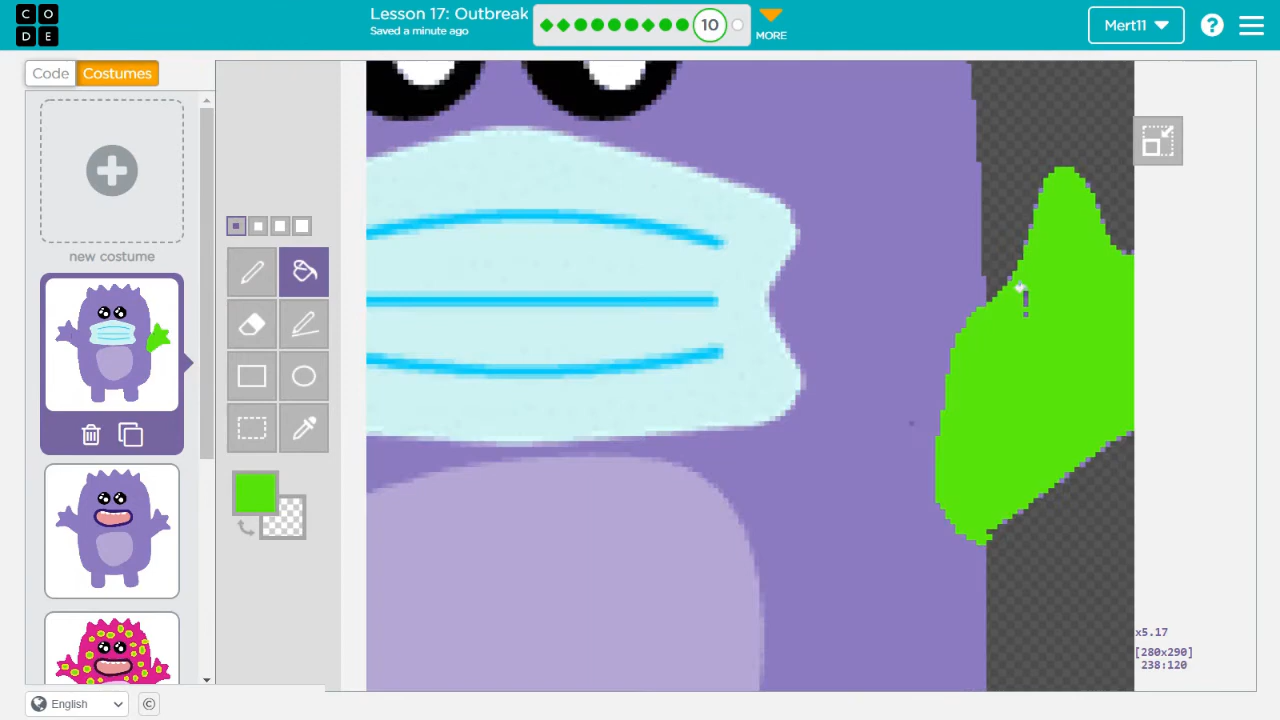 C O
D E
Lesson 17: Outbreak
Saved a minute ago
10
MORE
Mert11
?
Code
Costumes
new costume
x5.17
[280x290]
238:120
English
©